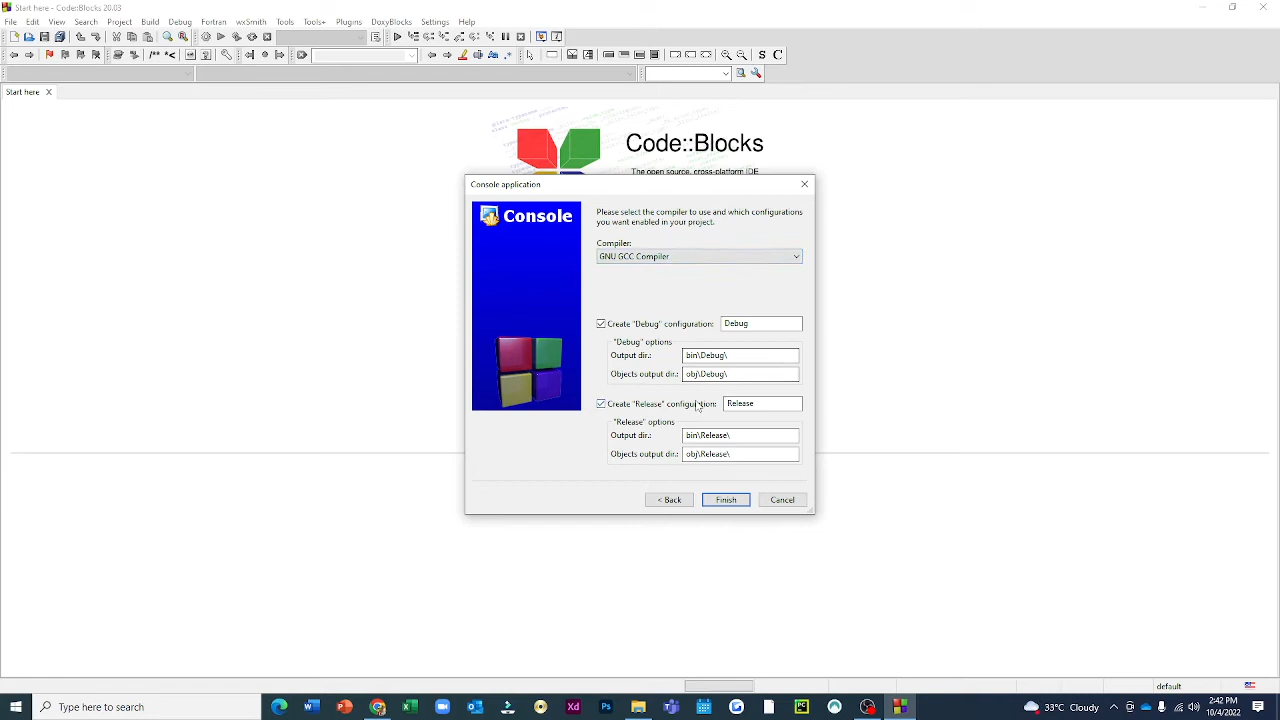 Start here - Code::Blocks 20.03
File Edit View Search Project Build Debug Fortran wxSmith Tools Tools+ Plugins DoxyBlocks Settings Help
/** *<
S C
Start here
Code::Blocks
The open source, cross-platform IDE
Console application
Console
Please select the compiler to use and which configurations
you want enabled in your project.
Compiler:
GNU GCC Compiler
Create "Debug" configuration: Debug
"Debug" options
Output dir.: bin\Debug\
Objects output dir.: obj\Debug\
Create "Release" configuration: Release
"Release" options
Output dir.: bin\Release\
Objects output dir.: obj\Release\
< Back Finish Cancel
default
Type here to search
33°C Cloudy
2:42 PM
10/4/2022